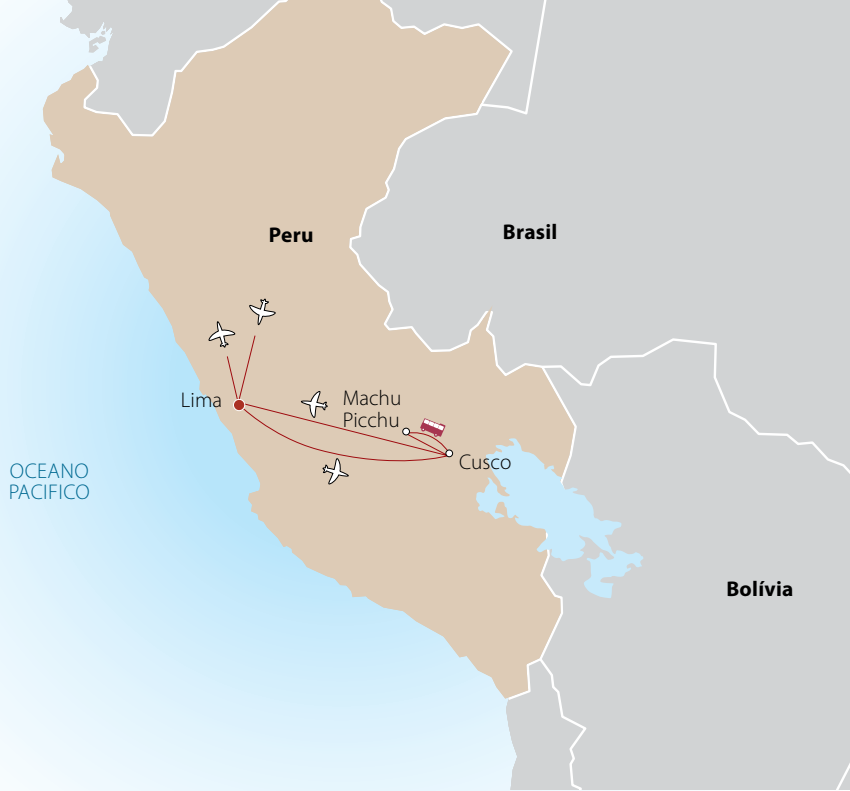 Peru
Brasil
Lima
Machu
Picchu
Cusco
OCEANO
PACIFICO
Bolívia